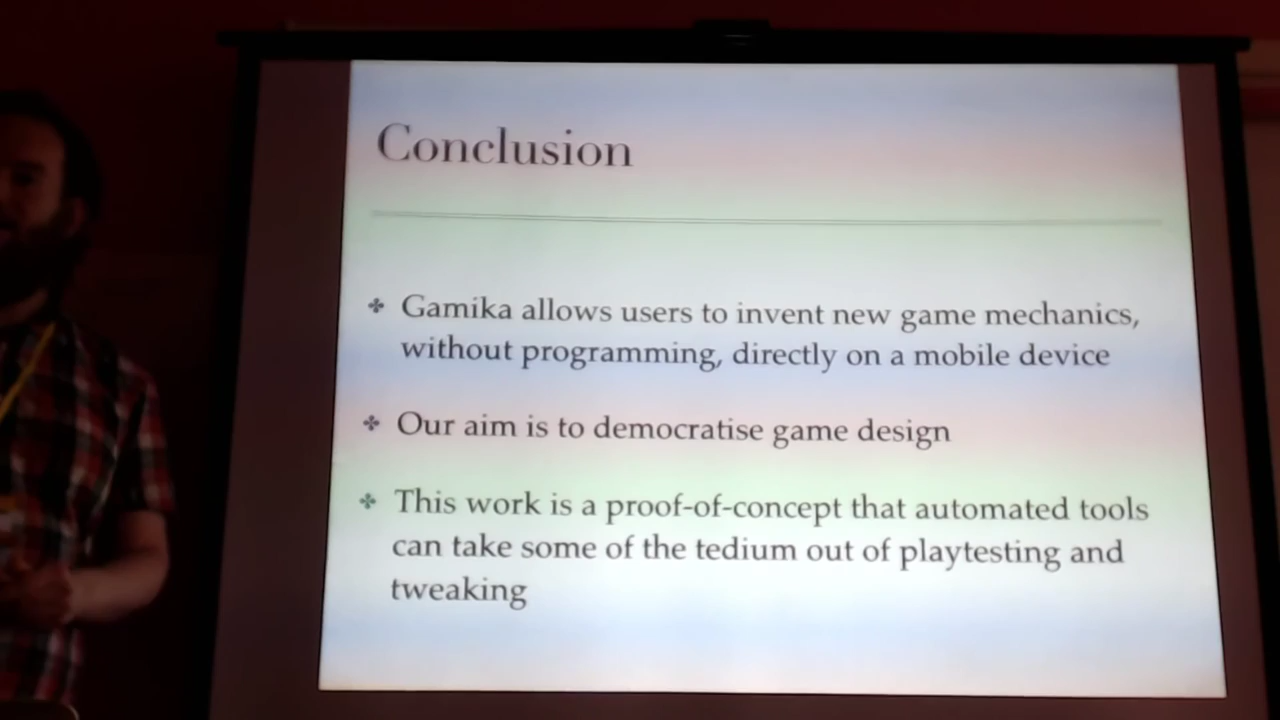 Conclusion
Gamika allows users to invent new game mechanics,
without programming, directly on a mobile device
Our aim is to democratise game design
This work is a proof-of-concept that automated tools
can take some of the tedium out of playtesting and
tweaking